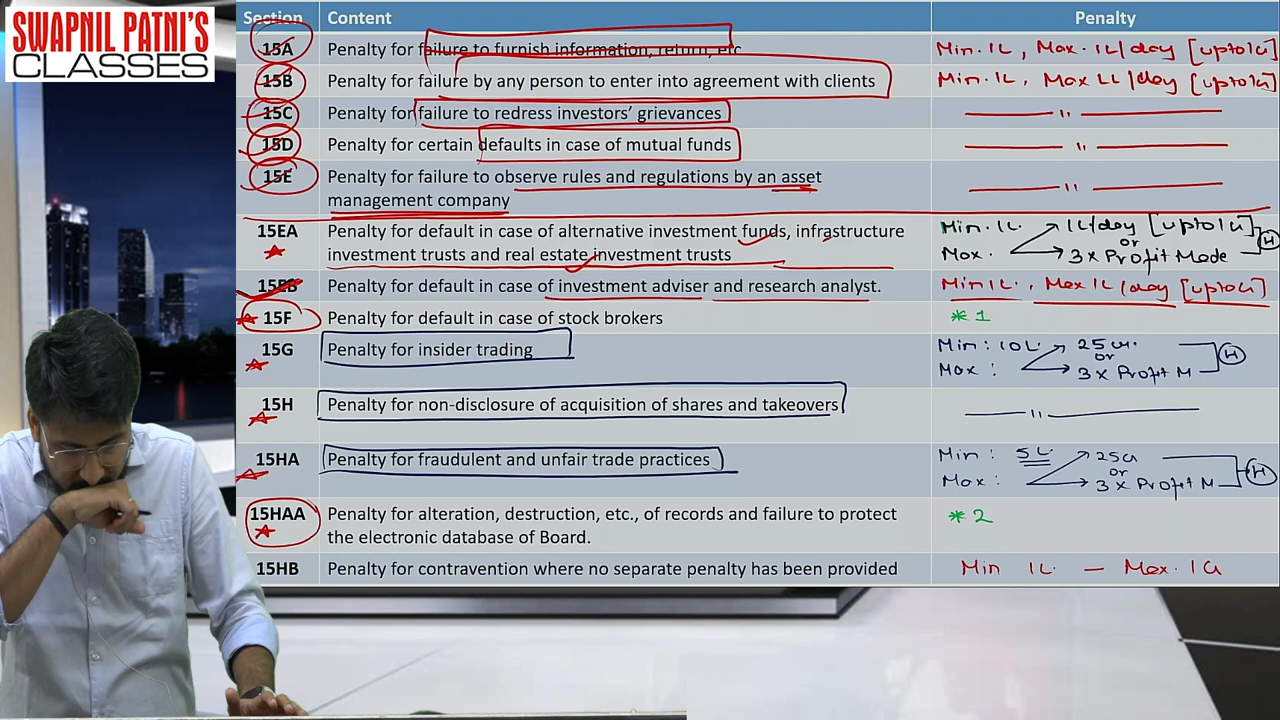 SWAPNIL PATNI'S
CLASSES
Section Content Penalty
15A Penalty for failure to furnish information, return, etc Min. 1L, Max. 1L/day [upto 1Cr]
15B Penalty for failure by any person to enter into agreement with clients Min. 1L, Max 1L/day [upto 1Cr]
15C Penalty for failure to redress investors' grievances — " —
15D Penalty for certain defaults in case of mutual funds — " —
15E Penalty for failure to observe rules and regulations by an asset — " —
management company
15EA Penalty for default in case of alternative investment funds, infrastructure Min. 1L. 1L/day [upto 1Cr]
or
investment trusts and real estate investment trusts Max. 3 x Profit Made (H)
15EB Penalty for default in case of investment adviser and research analyst. Min 1L. , Max 1L/day [upto 1Cr]
15F Penalty for default in case of stock brokers *1
15G Penalty for insider trading Min: 10L 25 Cr.
or
Max: 3 x Profit M (H)
15H Penalty for non-disclosure of acquisition of shares and takeovers — " —
15HA Penalty for fraudulent and unfair trade practices Min: 5L 25Cr
or
Max: 3 x Profit M (H)
15HAA Penalty for alteration, destruction, etc., of records and failure to protect *2
the electronic database of Board.
15HB Penalty for contravention where no separate penalty has been provided Min 1L. — Max. 1Cr